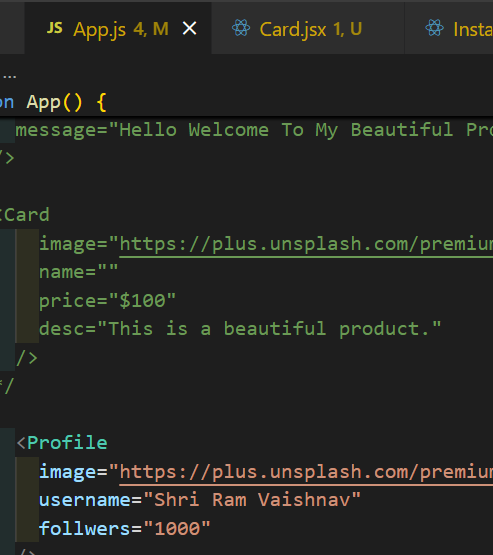 JS App.js 4, M × Card.jsx 1, U Insta
...
on App() {
message="Hello Welcome To My Beautiful Pro
/>
<Card
image="https://plus.unsplash.com/premium
name=""
price="$100"
desc="This is a beautiful product."
/>
*/
<Profile
image="https://plus.unsplash.com/premium
username="Shri Ram Vaishnav"
follwers="1000"
/>